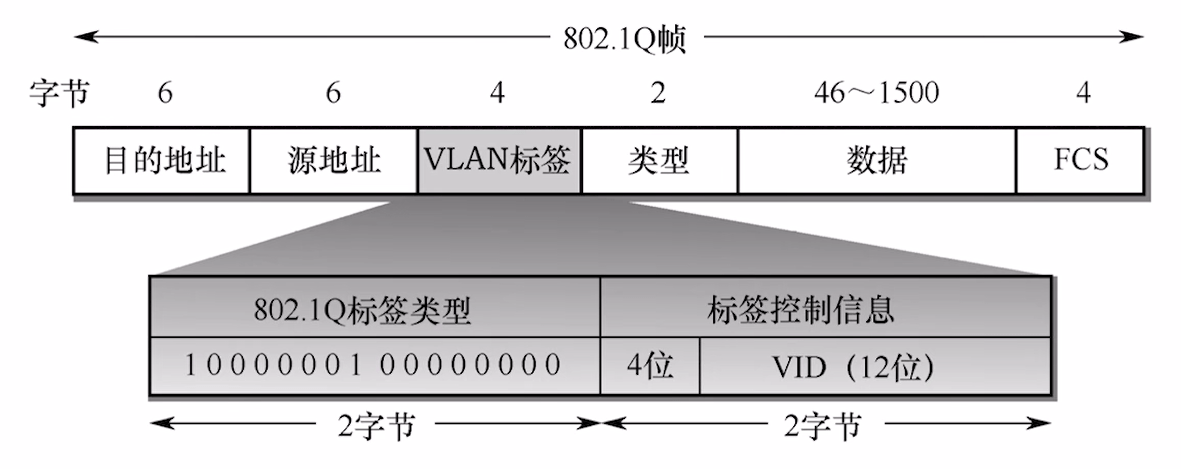 802.1Q帧
字节 6 6 4 2 46～1500 4
目的地址 源地址 VLAN标签 类型 数据 FCS
802.1Q标签类型 标签控制信息
1 0 0 0 0 0 0 1 0 0 0 0 0 0 0 0 4位 VID（12位）
2字节 2字节